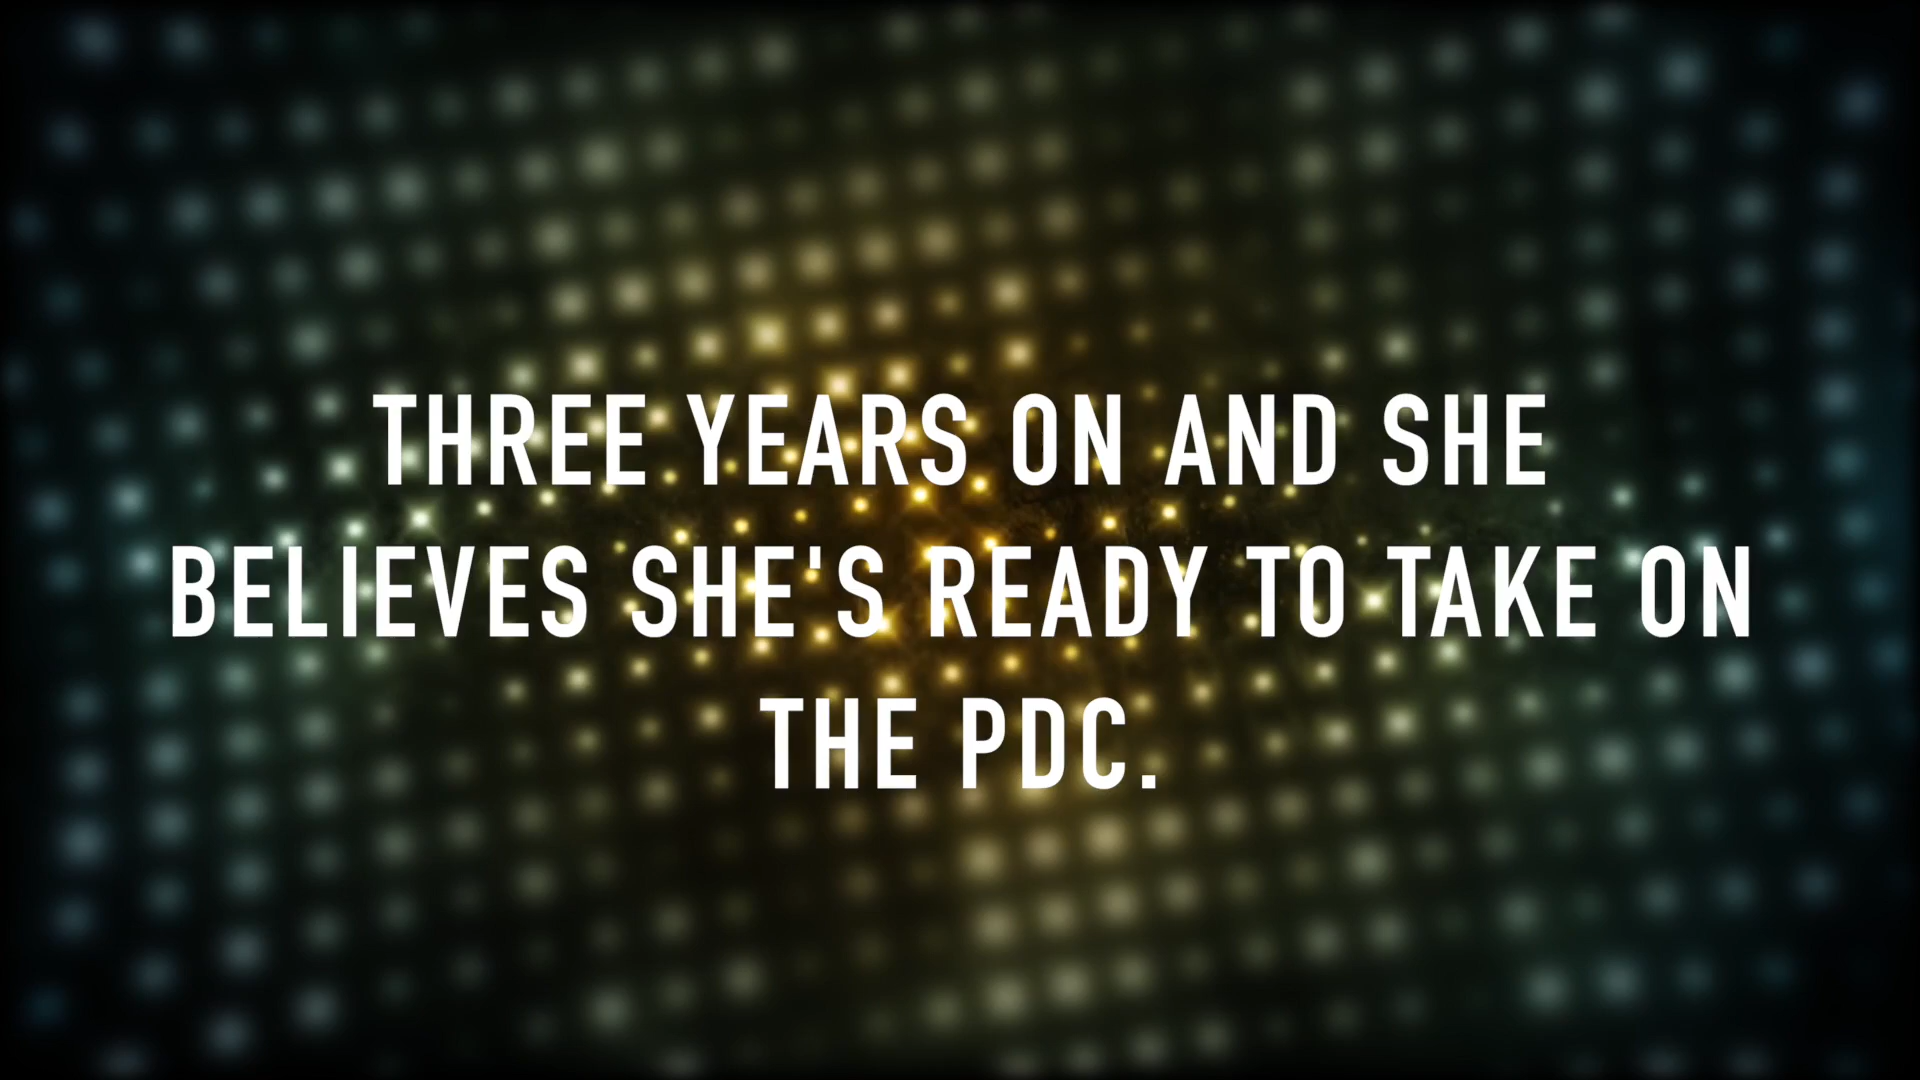 THREE YEARS ON AND SHE
BELIEVES SHE'S READY TO TAKE ON
THE PDC.